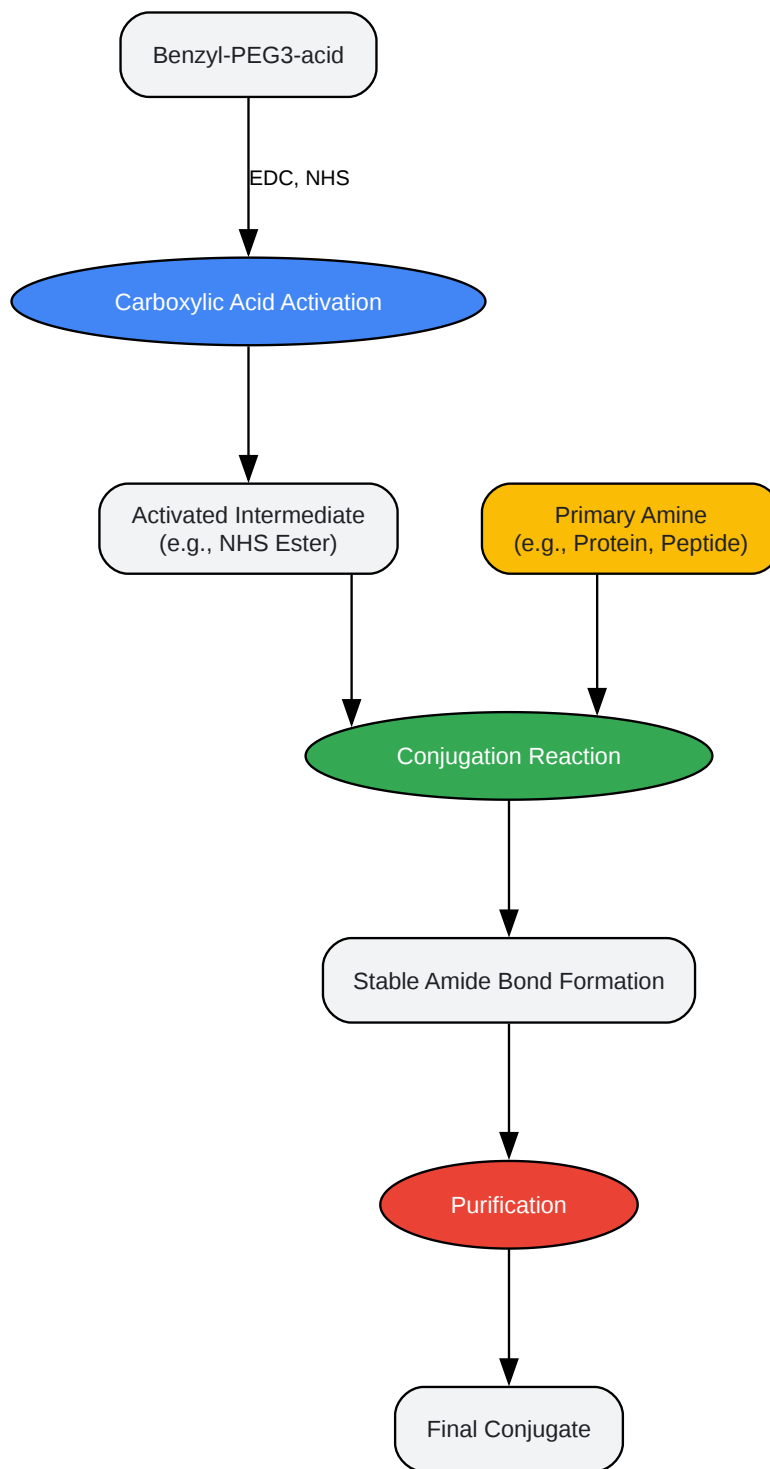 Benzyl-PEG3-acid
EDC, NHS
Carboxylic Acid Activation
Activated Intermediate
(e.g., NHS Ester)
Primary Amine
(e.g., Protein, Peptide)
Conjugation Reaction
Stable Amide Bond Formation
Purification
Final Conjugate